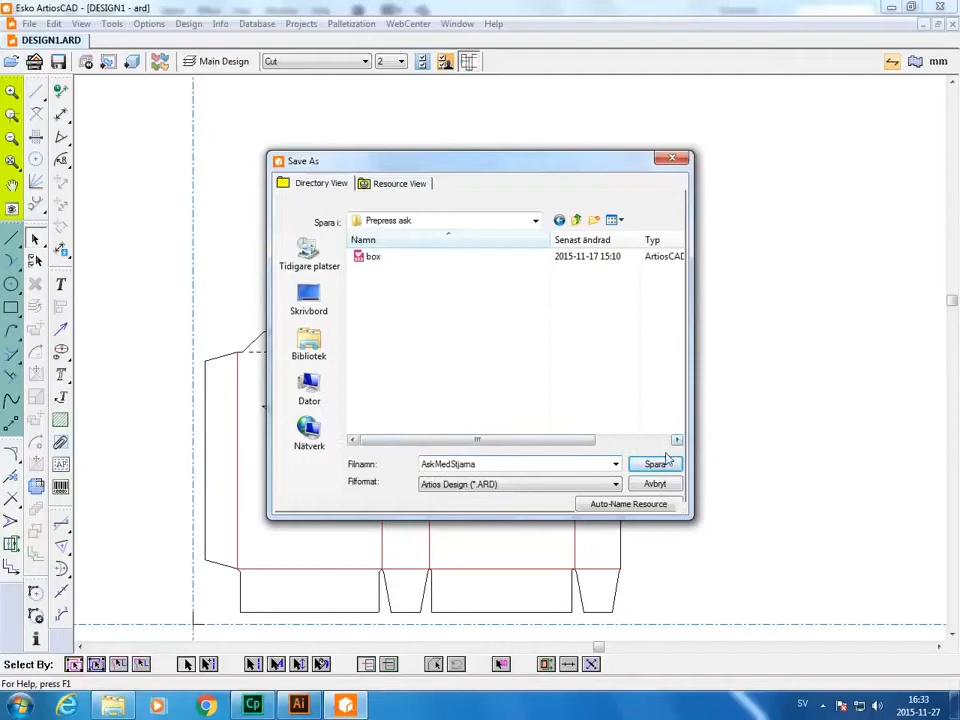 Esko ArtiosCAD - [DESIGN1 - ard]
File Edit View Tools Options Design Info Database Projects Palletization WebCenter Window Help
DESIGN1.ARD
Main Design Cut 2 mm
Save As
Directory View Resource View
Spara i: Prepress ask
Namn Senast ändrad Typ
box 2015-11-17 15:10 ArtiosCAD
Tidigare platser
Skrivbord
Bibliotek
Dator
Nätverk
Filnamn: AskMedStjarna Spara
Filformat: Artios Design (*.ARD) Avbryt
Auto-Name Resource
Select By:
For Help, press F1
SV 16:33
2015-11-27